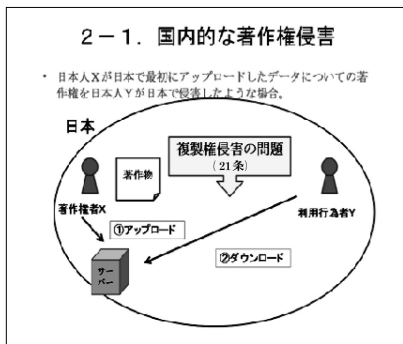 2－1．国内的な著作権侵害
・ 日本人Xが日本で最初にアップロードしたデータについての著
作権を日本人Yが日本で侵害したような場合。
日本
著作物
複製権侵害の問題
（21条）
著作権者X
利用行為者Y
①アップロード
②ダウンロード
サー
バー